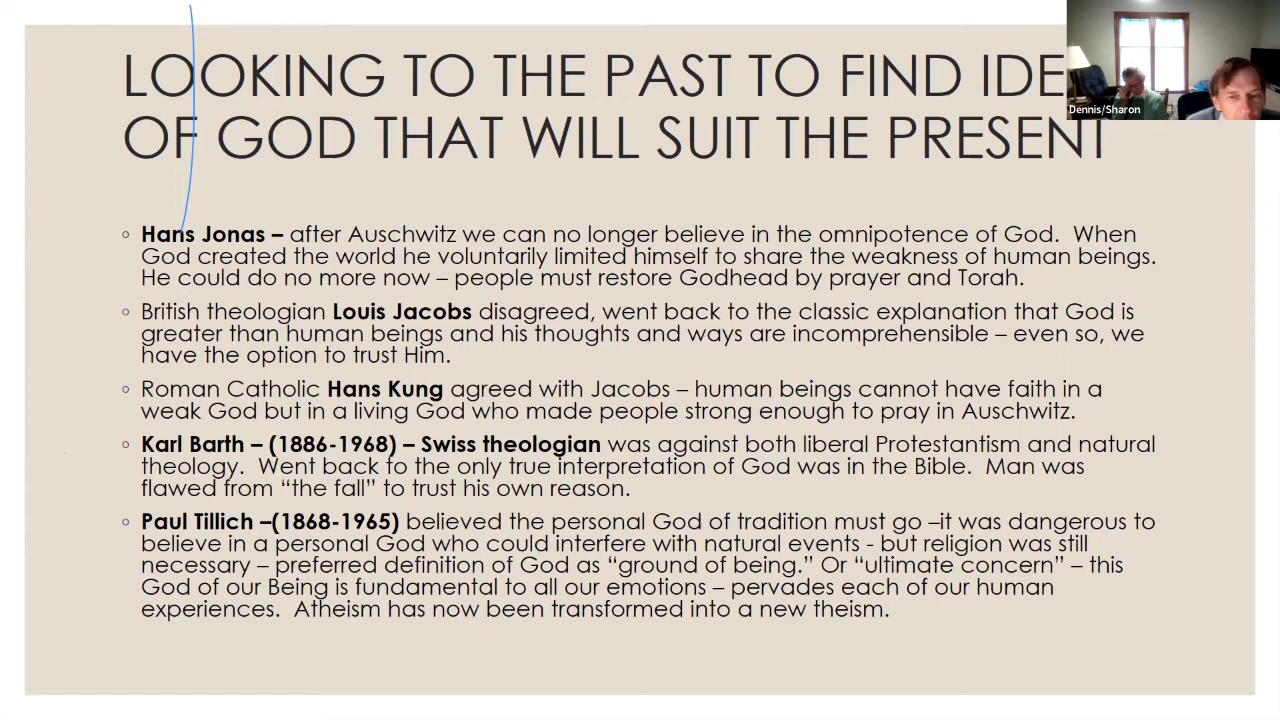 LOOKING TO THE PAST TO FIND IDE
OF GOD THAT WILL SUIT THE PRESENT
Dennis/Sharon
◦ Hans Jonas – after Auschwitz we can no longer believe in the omnipotence of God.  When
God created the world he voluntarily limited himself to share the weakness of human beings.
He could do no more now – people must restore Godhead by prayer and Torah.
◦ British theologian Louis Jacobs disagreed, went back to the classic explanation that God is
greater than human beings and his thoughts and ways are incomprehensible – even so, we
have the option to trust Him.
◦ Roman Catholic Hans Kung agreed with Jacobs – human beings cannot have faith in a
weak God but in a living God who made people strong enough to pray in Auschwitz.
◦ Karl Barth – (1886-1968) – Swiss theologian was against both liberal Protestantism and natural
theology.  Went back to the only true interpretation of God was in the Bible.  Man was
flawed from “the fall” to trust his own reason.
◦ Paul Tillich –(1868-1965) believed the personal God of tradition must go –it was dangerous to
believe in a personal God who could interfere with natural events - but religion was still
necessary – preferred definition of God as “ground of being.” Or “ultimate concern” – this
God of our Being is fundamental to all our emotions – pervades each of our human
experiences.  Atheism has now been transformed into a new theism.